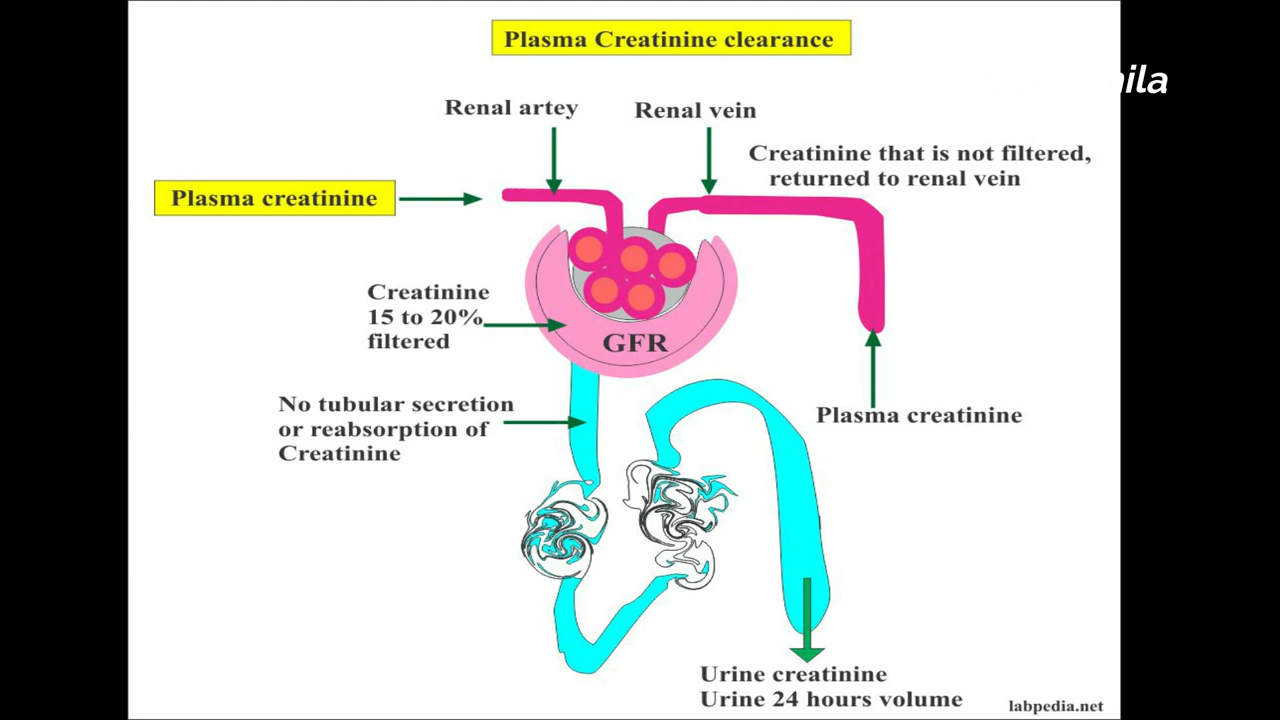 Plasma Creatinine clearance
Renal artey
Renal vein
Creatinine that is not filtered,
returned to renal vein
Plasma creatinine
Creatinine
15 to 20%
filtered
GFR
No tubular secretion
or reabsorption of
Creatinine
Plasma creatinine
Urine creatinine
Urine 24 hours volume
labpedia.net